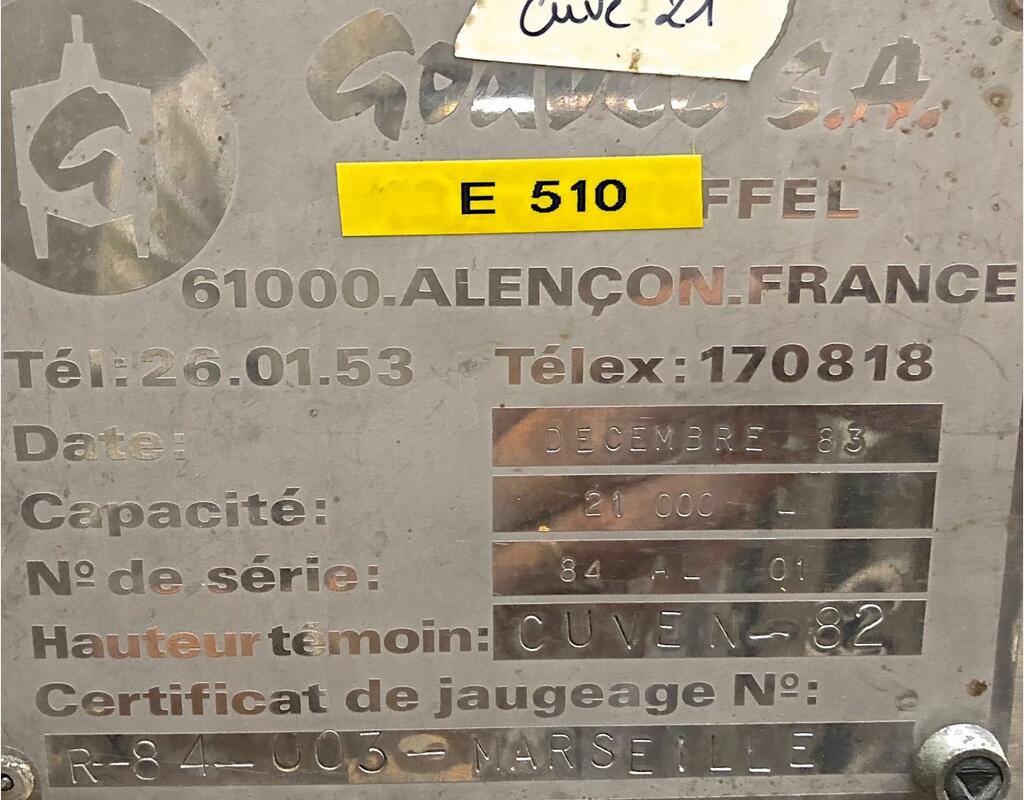 Cuve 21
G
S.A.
E 510
FFEL
61000.ALENÇON.FRANCE
Tél: 26.01.53 Télex: 170818
Date: DECEMBRE 83
Capacité: 21 000 L
Nº de série: 84 AL 01
Hauteur témoin: CUVE N-82
Certificat de jaugeage Nº:
R-84-003-MARSEILLE